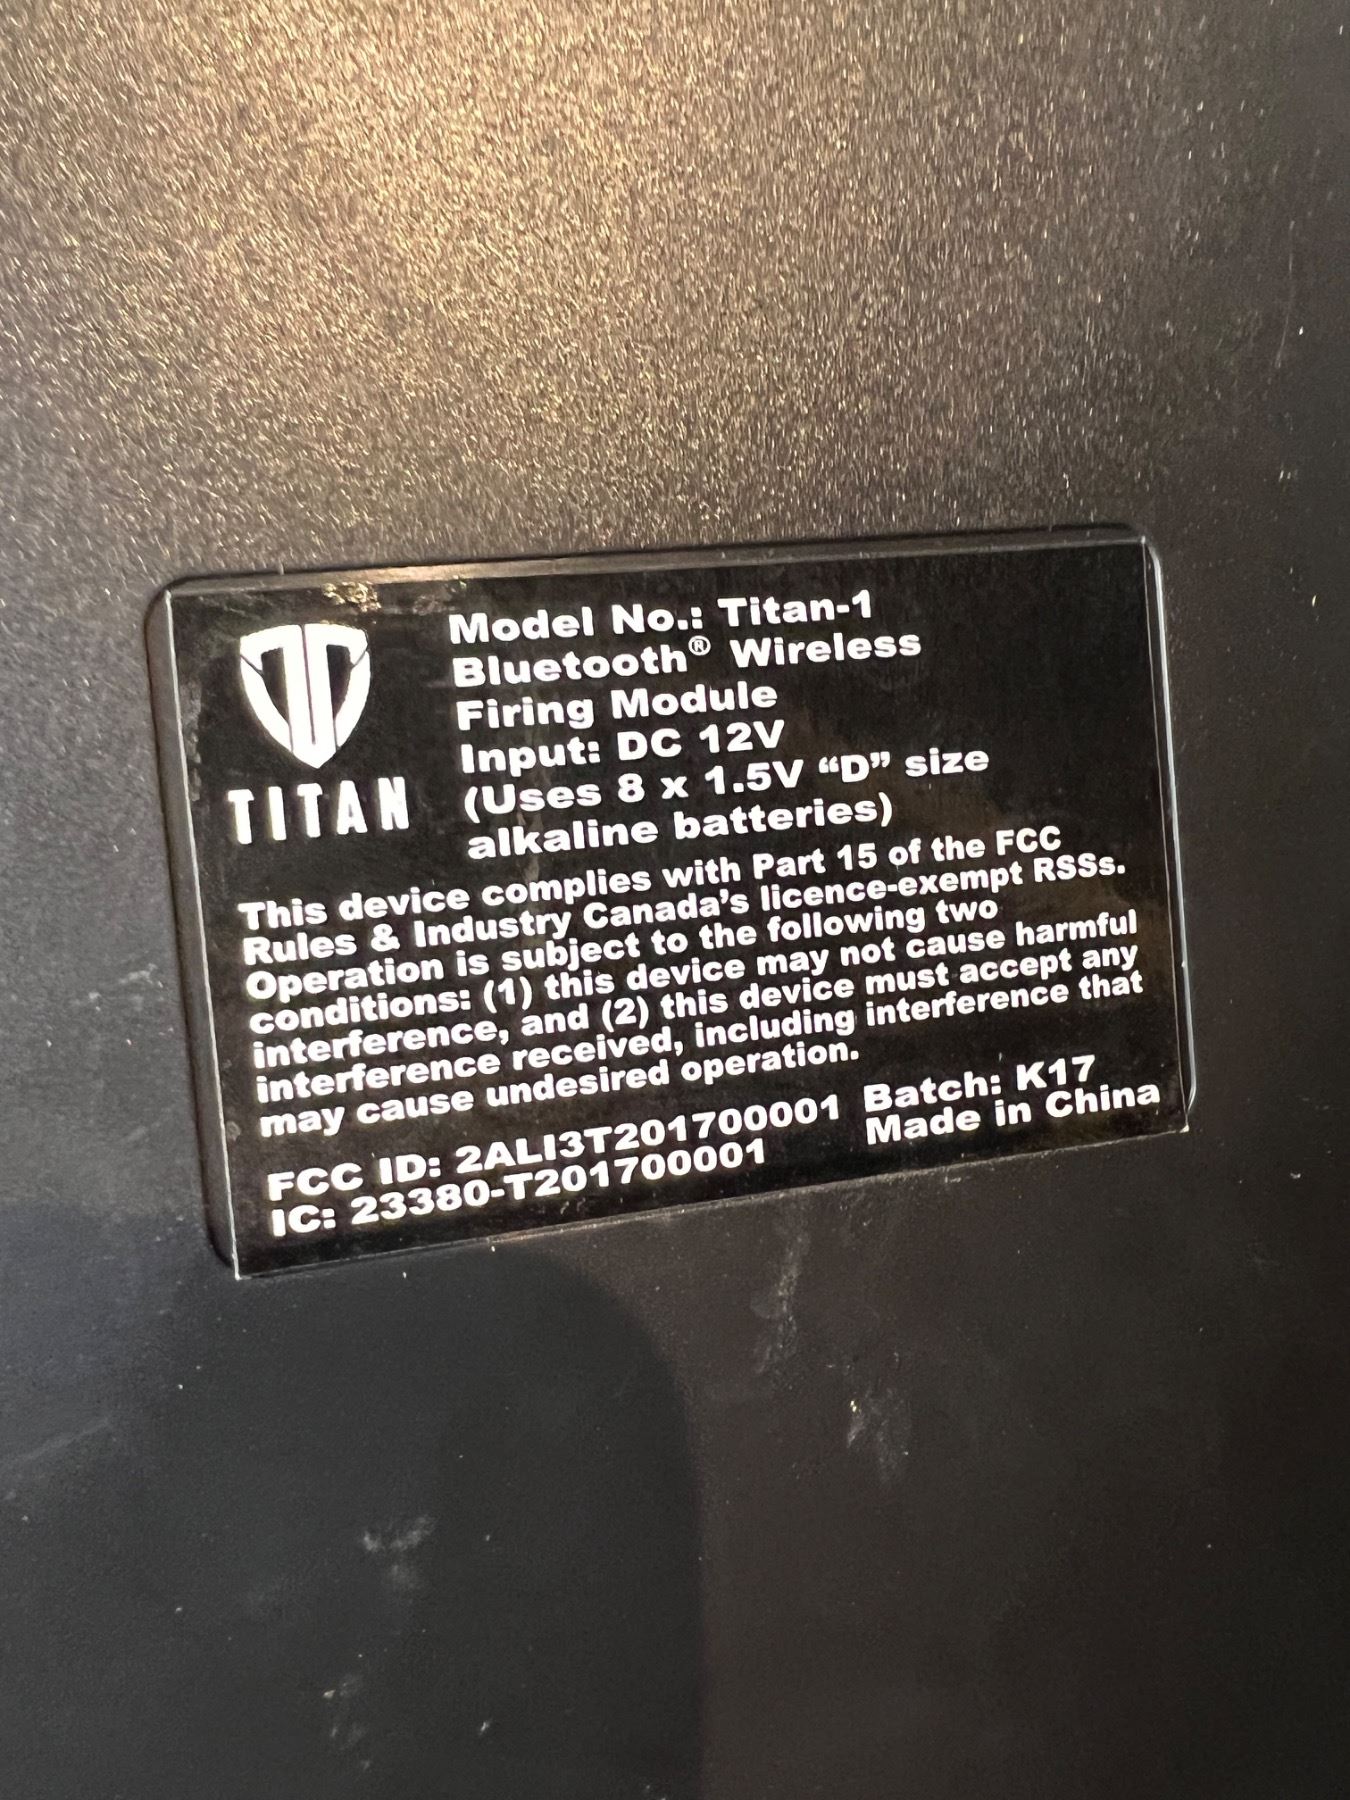 TITAN
Model No.: Titan-1
Bluetooth® Wireless
Firing Module
Input: DC 12V
(Uses 8 x 1.5V “D” size
alkaline batteries)
This device complies with Part 15 of the FCC
Rules & Industry Canada’s licence-exempt RSSs.
Operation is subject to the following two
conditions: (1) this device may not cause harmful
interference, and (2) this device must accept any
interference received, including interference that
may cause undesired operation.
FCC ID: 2ALI3T201700001
IC: 23380-T201700001
Batch: K17
Made in China